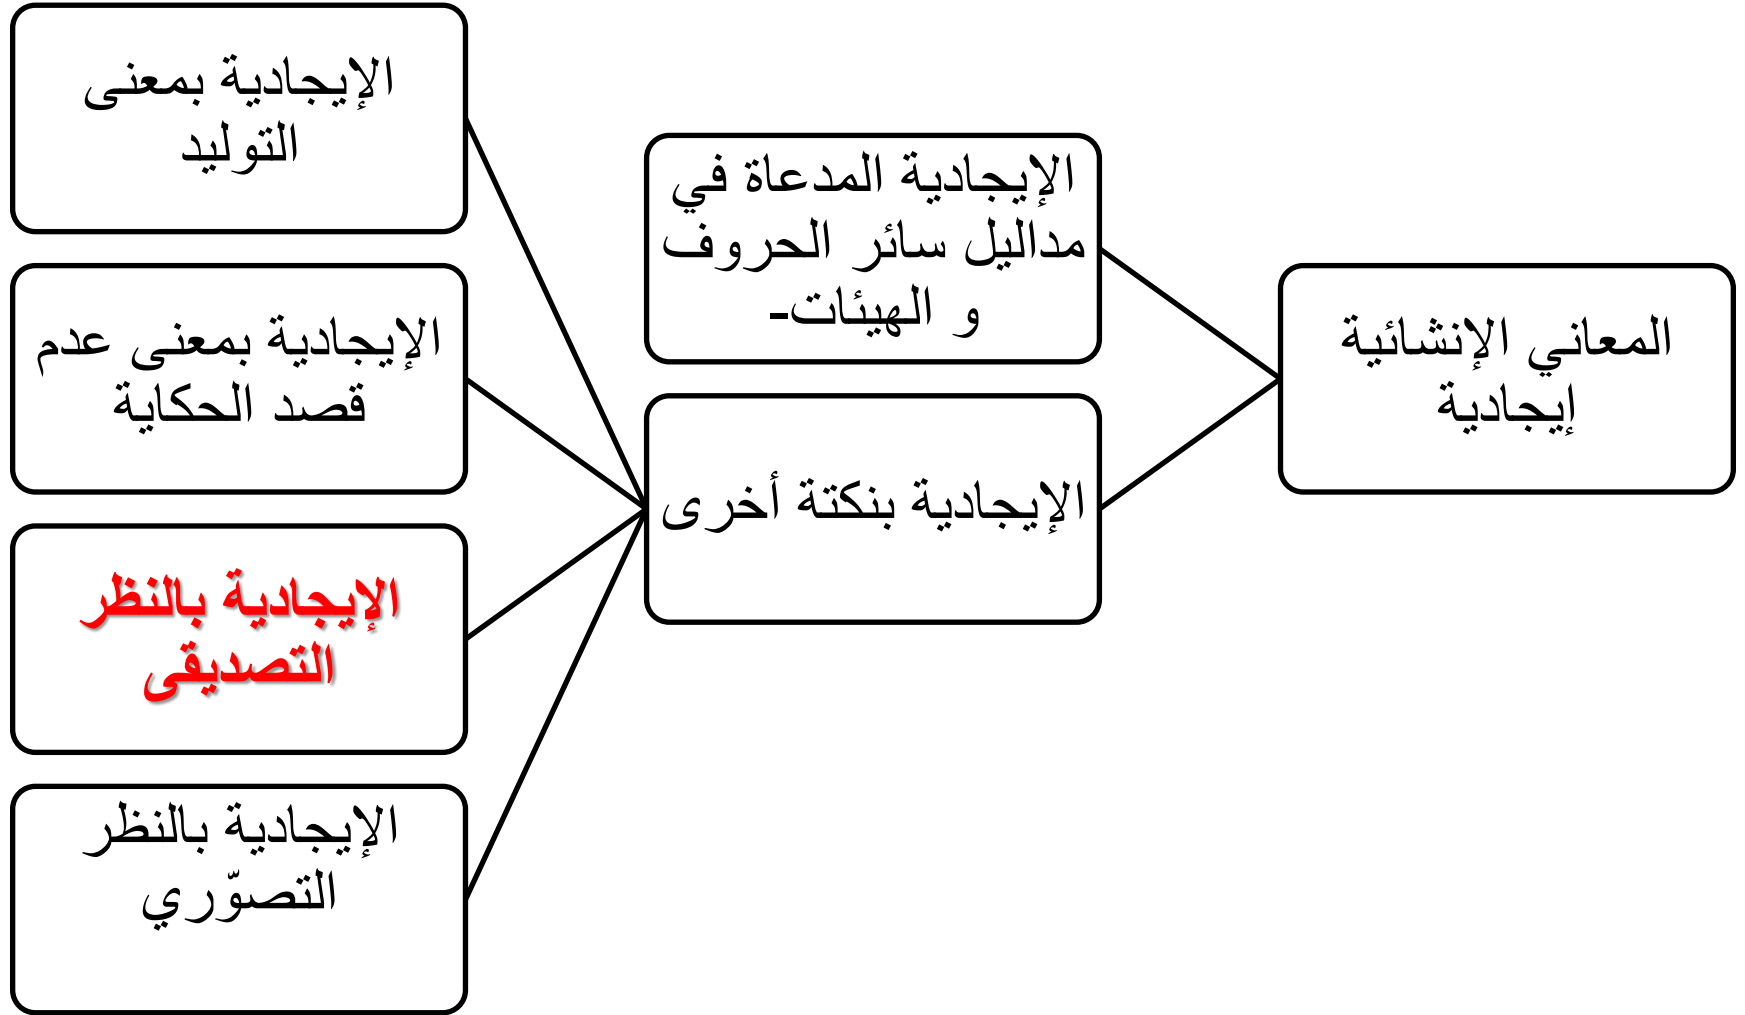 المعاني الإنشائية
إيجادية
الإيجادية المدعاة في
مداليل سائر الحروف
و الهيئات-
الإيجادية بنكتة أخرى
الإيجادية بمعنى
التوليد
الإيجادية بمعنى عدم
قصد الحكاية
الإيجادية بالنظر
التصديقى
الإيجادية بالنظر
التصوّري